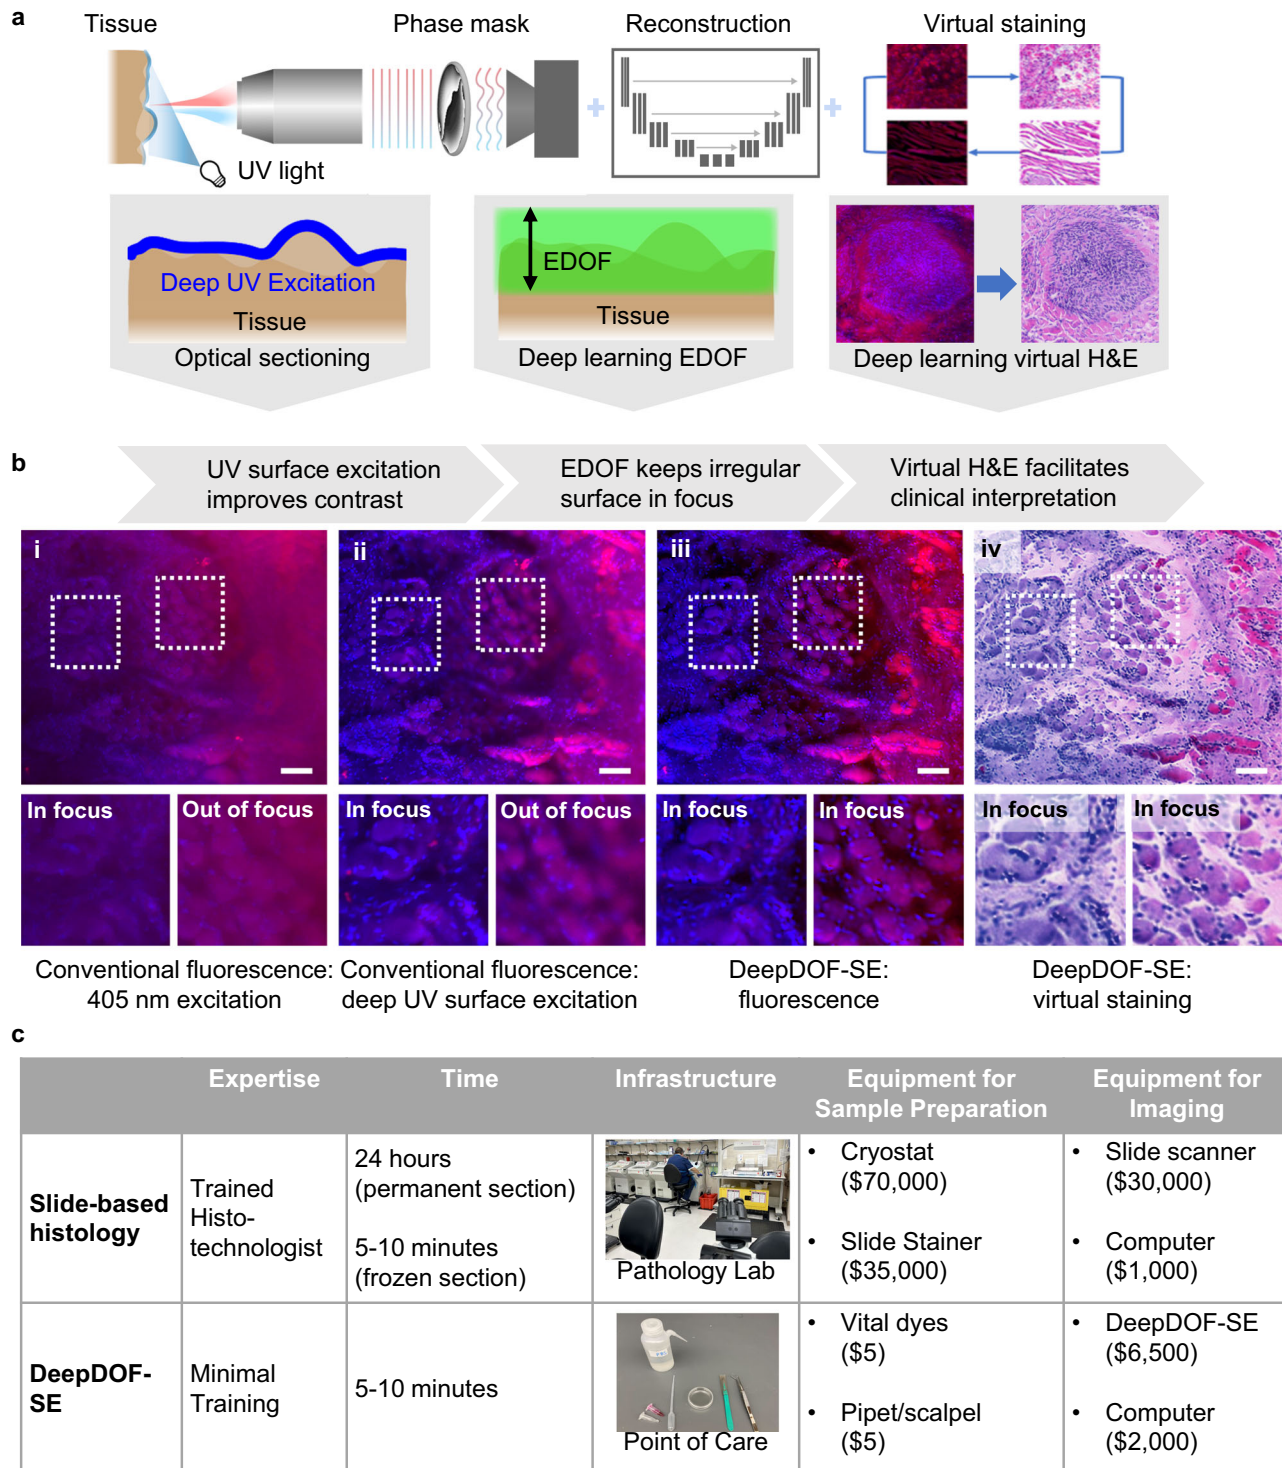 a
Tissue
Phase mask
Reconstruction
Virtual staining
UV light
EDOF
Deep UV Excitation
Tissue
Tissue
Optical sectioning
Deep learning EDOF
Deep learning virtual H&E
b
UV surface excitation
improves contrast
EDOF keeps irregular
surface in focus
Virtual H&E facilitates
clinical interpretation
i
ii
iii
iv
In focus
Out of focus
In focus
Out of focus
In focus
In focus
In focus
In focus
Conventional fluorescence:
405 nm excitation
Conventional fluorescence:
deep UV surface excitation
DeepDOF-SE:
fluorescence
DeepDOF-SE:
virtual staining
c
Expertise
Time
Infrastructure
Equipment for
Sample Preparation
Equipment for
Imaging
Slide-based
histology
Trained
Histo-
technologist
24 hours
(permanent section)
5-10 minutes
(frozen section)
Pathology Lab
• Cryostat
($70,000)
• Slide Stainer
($35,000)
• Slide scanner
($30,000)
• Computer
($1,000)
DeepDOF-
SE
Minimal
Training
5-10 minutes
Point of Care
• Vital dyes
($5)
• Pipet/scalpel
($5)
• DeepDOF-SE
($6,500)
• Computer
($2,000)